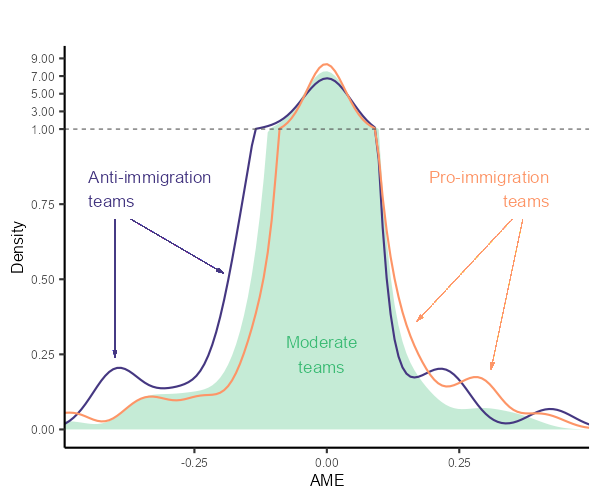 9.00
7.00
5.00
3.00
1.00
0.75
0.50
0.25
0.00
Density
Anti-immigration
teams
Pro-immigration
teams
Moderate
teams
-0.25
0.00
0.25
AME